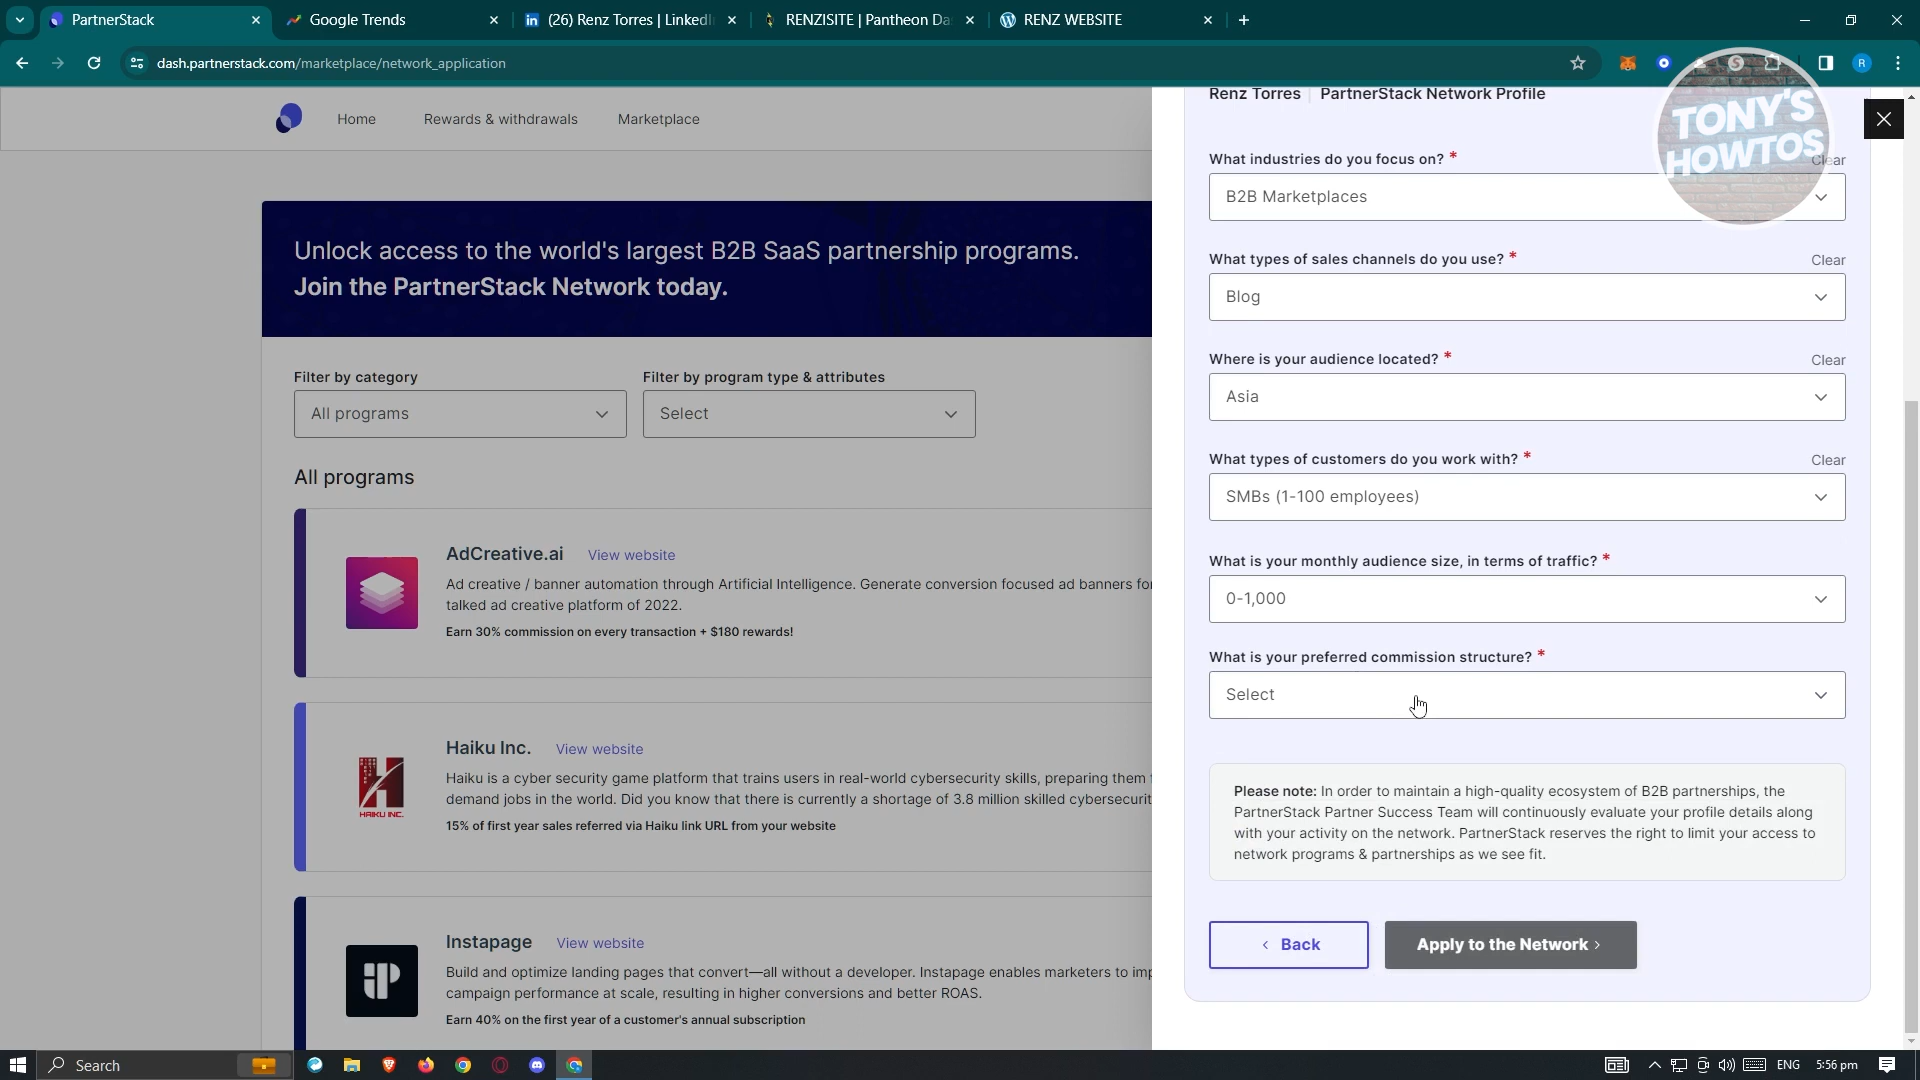 PartnerStack
Google Trends
(26) Renz Torres | LinkedI
RENZISITE | Pantheon Da
RENZ WEBSITE
dash.partnerstack.com/marketplace/network_application
R
Home
Rewards & withdrawals
Marketplace
Unlock access to the world's largest B2B SaaS partnership programs.
Join the PartnerStack Network today.
Filter by category
Filter by program type & attributes
All programs
Select
All programs
AdCreative.ai
View website
Ad creative / banner automation through Artificial Intelligence. Generate conversion focused ad banners for
talked ad creative platform of 2022.
Earn 30% commission on every transaction + $180 rewards!
Haiku Inc.
View website
HAIKU INC.
Haiku is a cyber security game platform that trains users in real-world cybersecurity skills, preparing them
demand jobs in the world. Did you know that there is currently a shortage of 3.8 million skilled cybersecurit
15% of first year sales referred via Haiku link URL from your website
Instapage
View website
Build and optimize landing pages that convert—all without a developer. Instapage enables marketers to imp
campaign performance at scale, resulting in higher conversions and better ROAS.
Earn 40% on the first year of a customer's annual subscription
Renz Torres
PartnerStack Network Profile
TONY'S
HOWTOS
What industries do you focus on? *
Clear
B2B Marketplaces
What types of sales channels do you use? *
Clear
Blog
Where is your audience located? *
Clear
Asia
What types of customers do you work with? *
Clear
SMBs (1-100 employees)
What is your monthly audience size, in terms of traffic? *
0-1,000
What is your preferred commission structure? *
Select
Please note: In order to maintain a high-quality ecosystem of B2B partnerships, the
PartnerStack Partner Success Team will continuously evaluate your profile details along
with your activity on the network. PartnerStack reserves the right to limit your access to
network programs & partnerships as we see fit.
Back
Apply to the Network
Search
ENG
5:56 pm